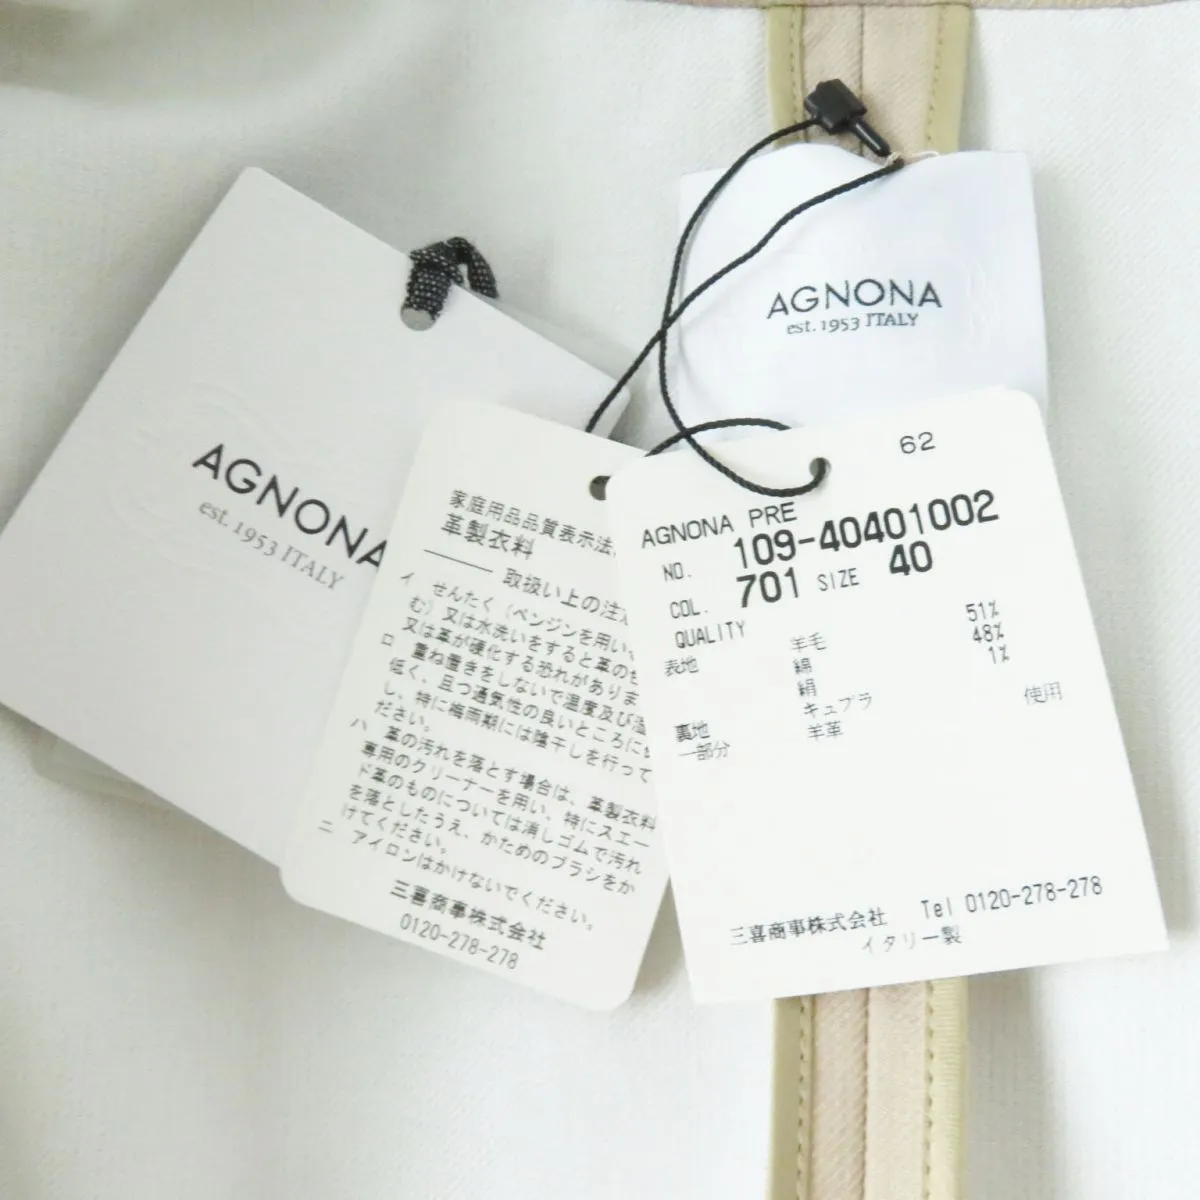 AGNONA
est. 1953 ITALY
AGNONA
est. 1953 ITALY
家庭用品品質表示法
革製衣料
取扱い上の注
イ せんたく（ベンジンを用い
む）又は水洗いをすると革の
又は革が硬化する恐れがありま
ロ 重ね置きをしないで温度及び湿
低く、且つ通気性の良いところに
し、特に梅雨期には陰干しを行って
ださい。
ハ 革の汚れを落とす場合は、革製衣料
専用のクリーナーを用い、特にスエー
ド革のものについては消しゴムで汚れ
を落としたうえ、かためのブラシをか
けてください。
ニ アイロンはかけないでください。
三喜商事株式会社
0120-278-278
62
AGNONA PRE
NO. 109-40401002
COL. 701 SIZE 40
QUALITY
表地 羊毛 51%
綿 48%
絹 1%
裏地 キュプラ
一部分 羊革 使用
三喜商事株式会社 Tel 0120-278-278
イタリー製